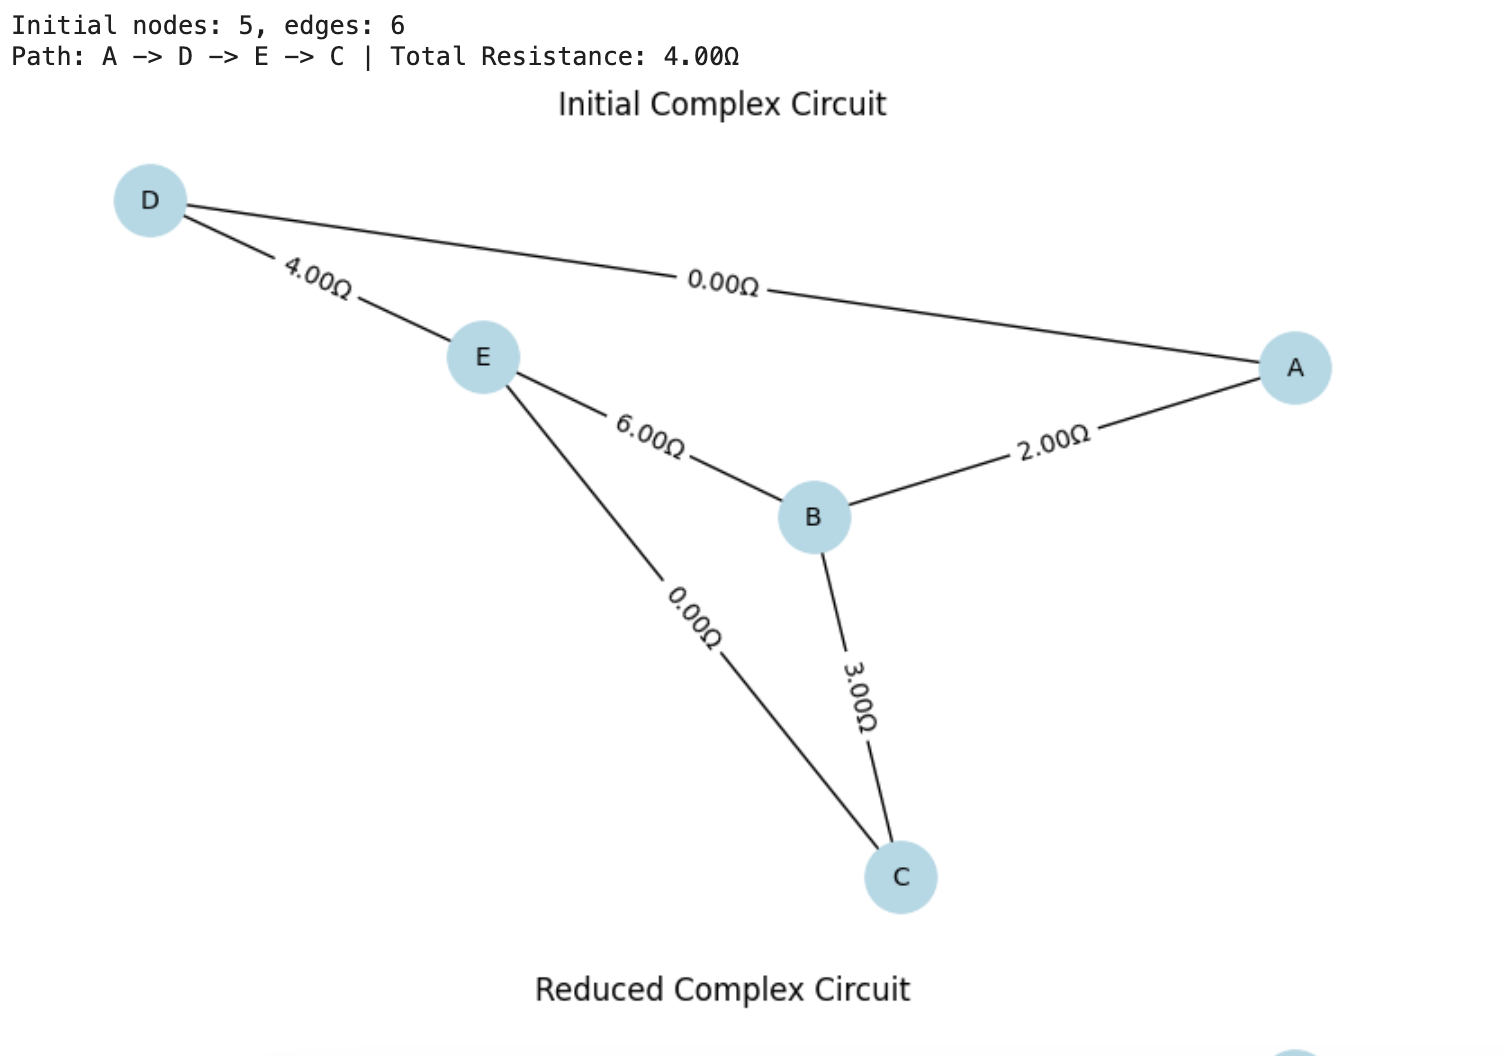 Initial nodes: 5, edges: 6
Path: A -> D -> E -> C | Total Resistance: 4.00Ω
Initial Complex Circuit
D
4.00Ω
0.00Ω
E
A
6.00Ω
2.00Ω
B
0.00Ω
3.00Ω
C
Reduced Complex Circuit